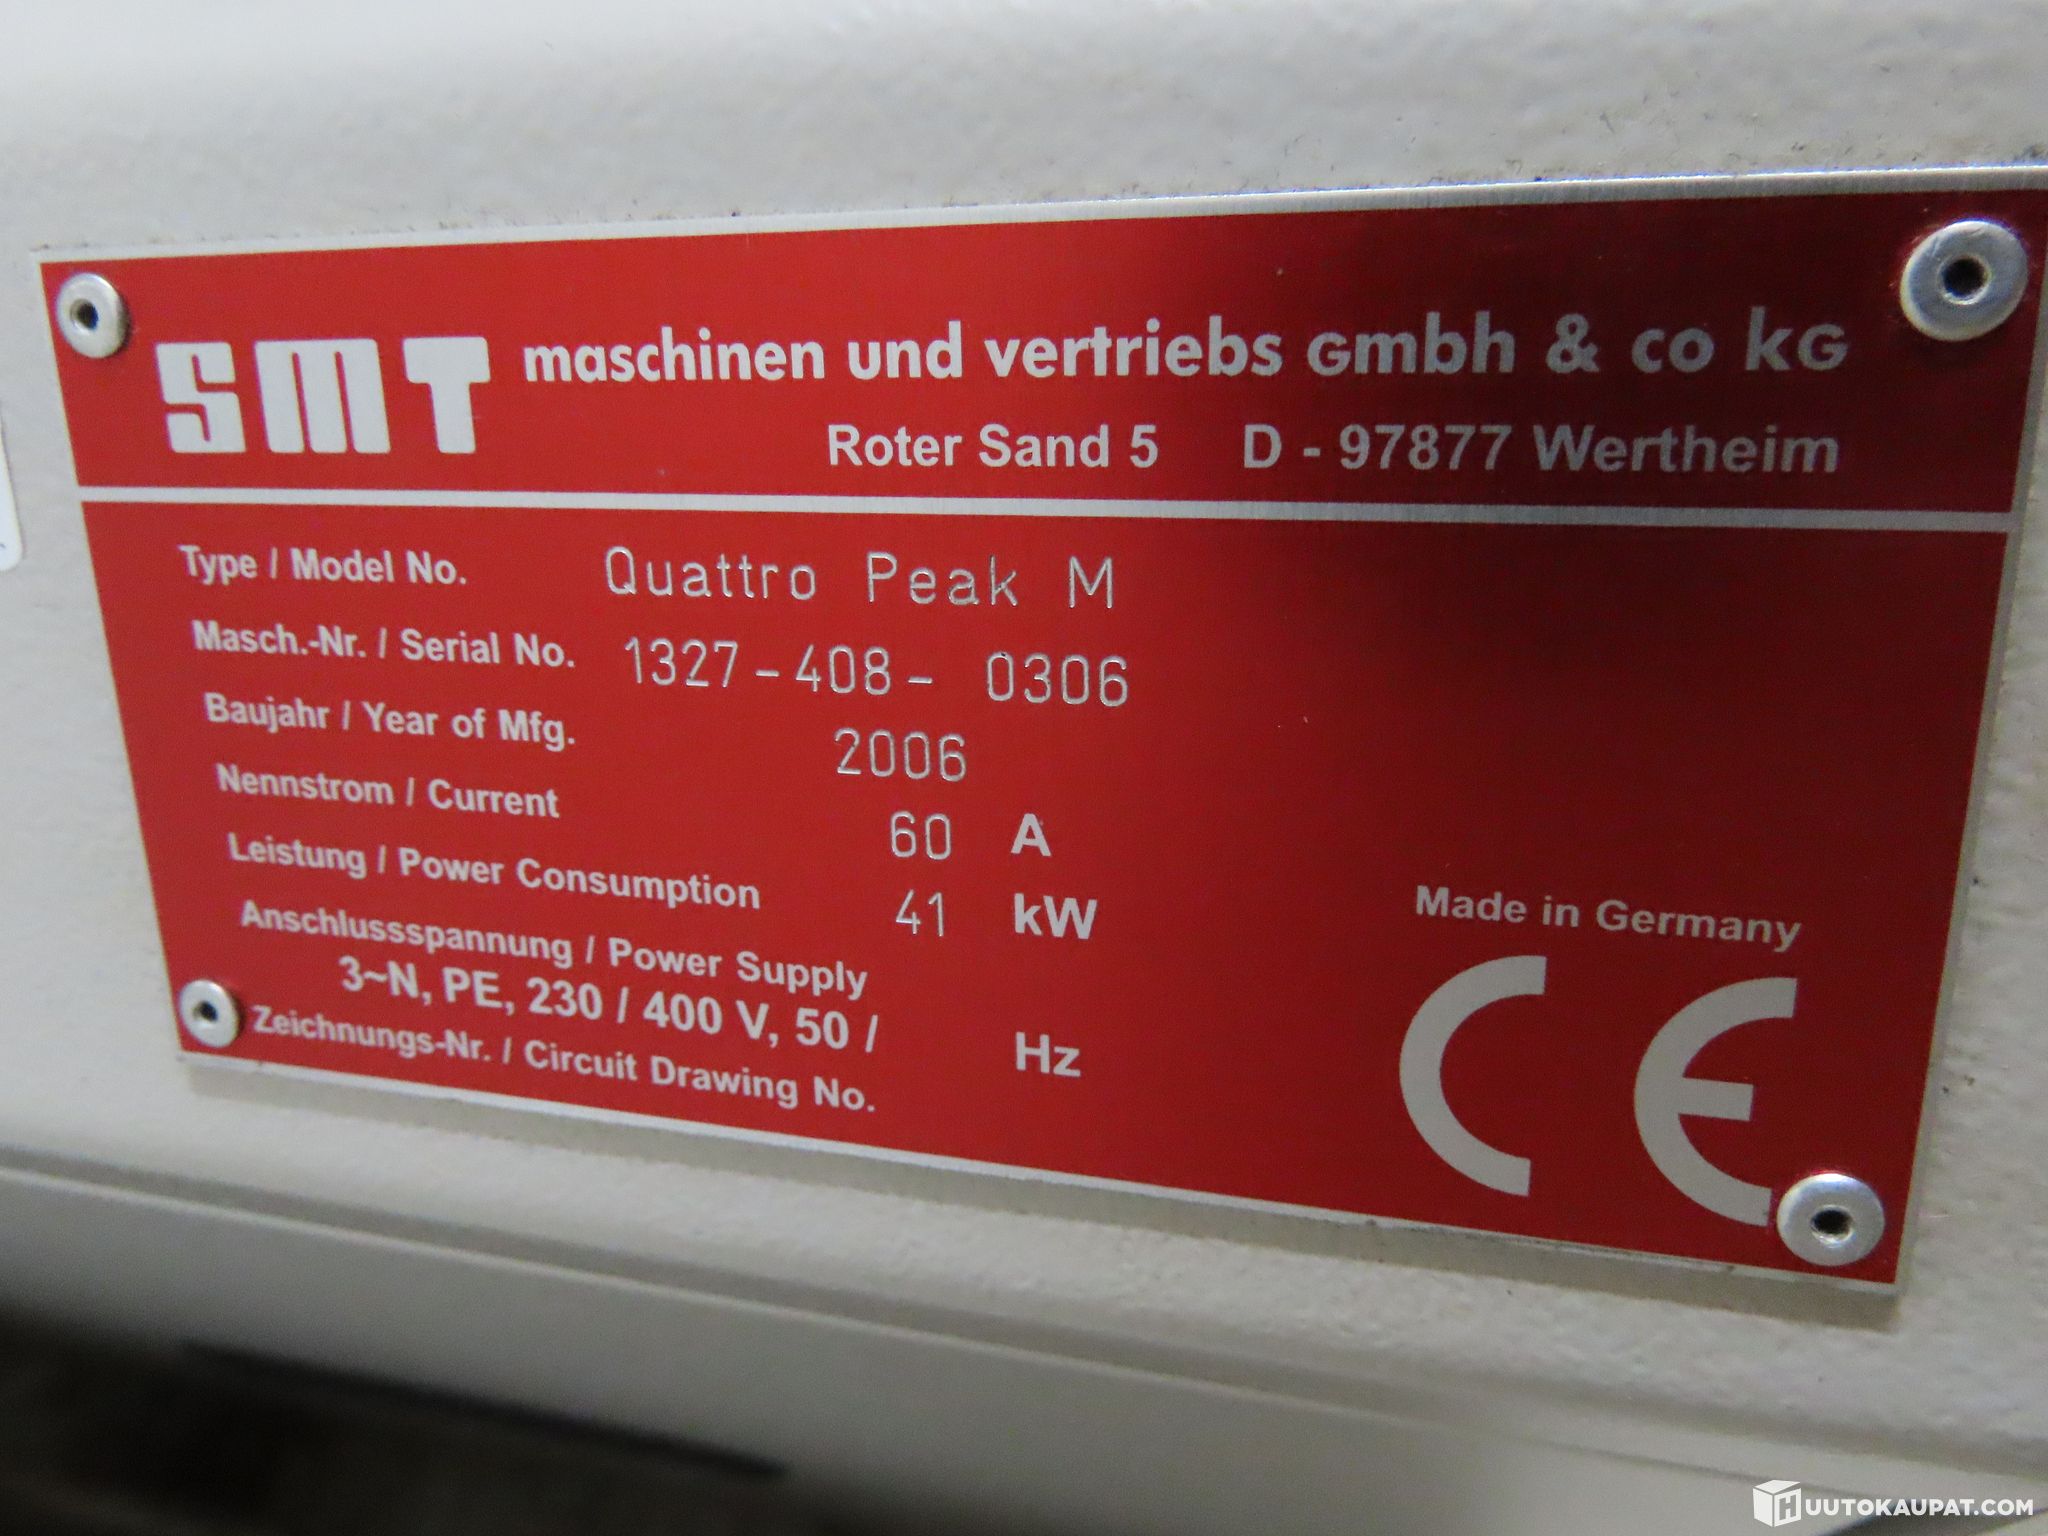 SMT maschinen und vertriebs GmbH & co KG
Roter Sand 5 D - 97877 Wertheim
Type / Model No. Quattro Peak M
Masch.-Nr. / Serial No. 1327-408- 0306
Baujahr / Year of Mfg. 2006
Nennstrom / Current 60 A
Leistung / Power Consumption 41 kW
Anschlussspannung / Power Supply
3~N, PE, 230 / 400 V, 50 / Hz
Zeichnungs-Nr. / Circuit Drawing No.
Made in Germany
CE
HUUTOKAUPAT.COM